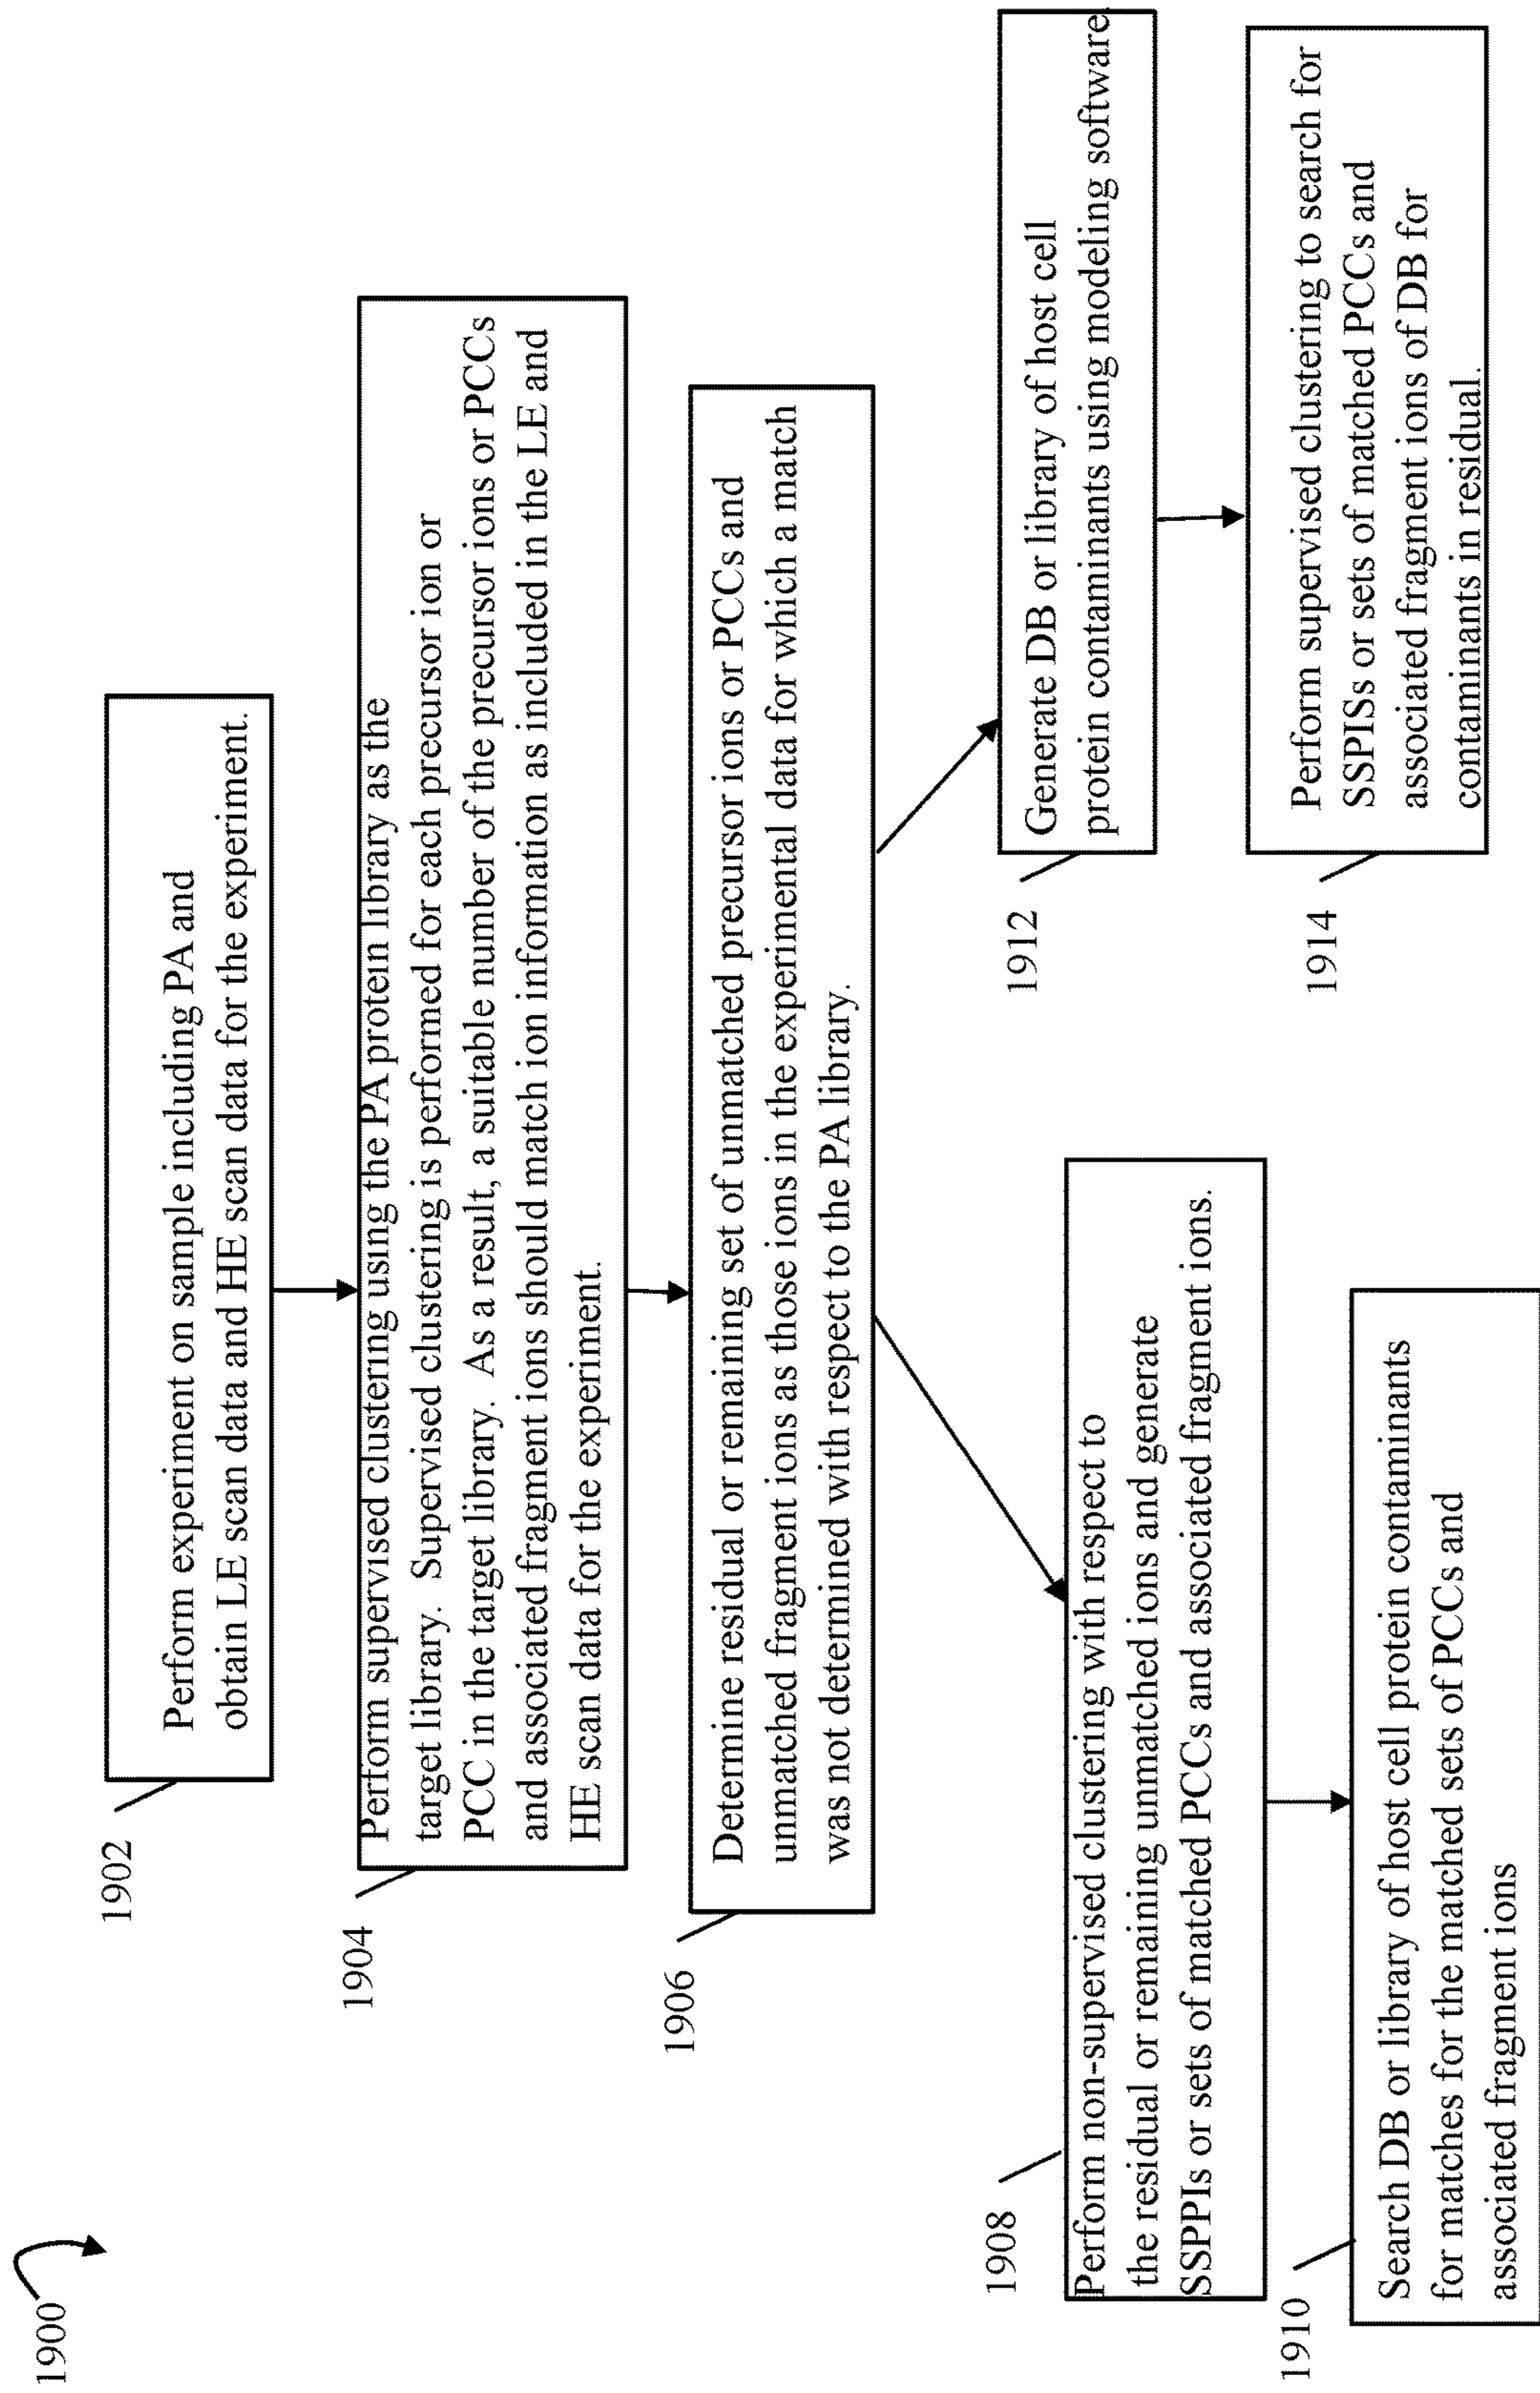 1900
1902
Perform experiment on sample including PA and
obtain LE scan data and HE scan data for the experiment.
1904
Perform supervised clustering using the PA protein library as the
target library. Supervised clustering is performed for each precursor ion or
PCC in the target library. As a result, a suitable number of the precursor ions or PCCs
and associated fragment ions should match ion information as included in the LE and
HE scan data for the experiment.
1906
Determine residual or remaining set of unmatched precursor ions or PCCs and
unmatched fragment ions as those ions in the experimental data for which a match
was not determined with respect to the PA library.
1908
Perform non-supervised clustering with respect to
the residual or remaining unmatched ions and generate
SSPPIs or sets of matched PCCs and associated fragment ions.
1910
Search DB or library of host cell protein contaminants
for matches for the matched sets of PCCs and
associated fragment ions
1912
Generate DB or library of host cell
protein contaminants using modeling software
1914
Perform supervised clustering to search for
SSPISs or sets of matched PCCs and
associated fragment ions of DB for
contaminants in residual.